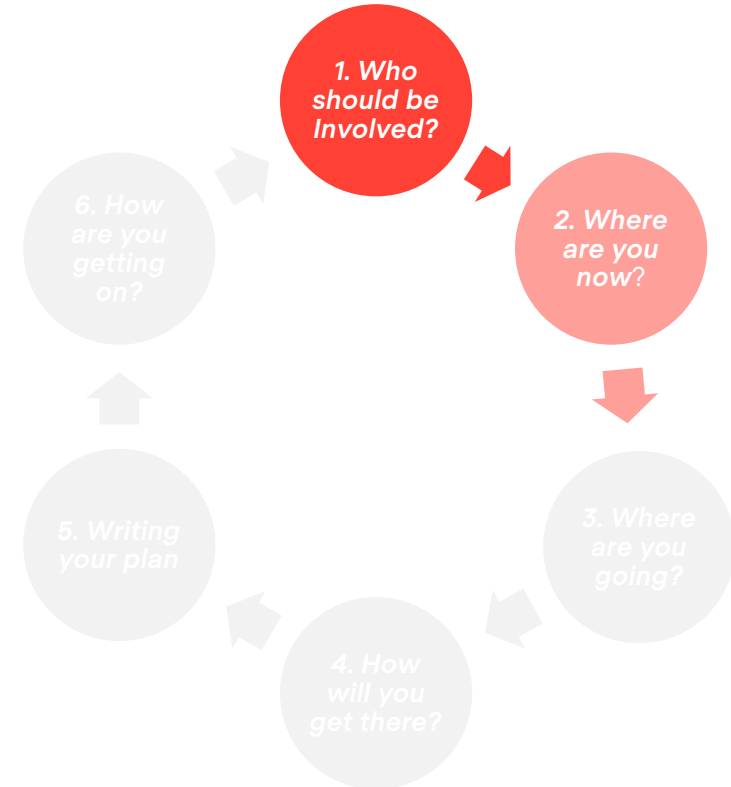 1. Who
should be
Involved?
2. Where
are you
now?
3. Where
are you
going?
4. How
will you
get there?
5. Writing
your plan
6. How
are you
getting
on?